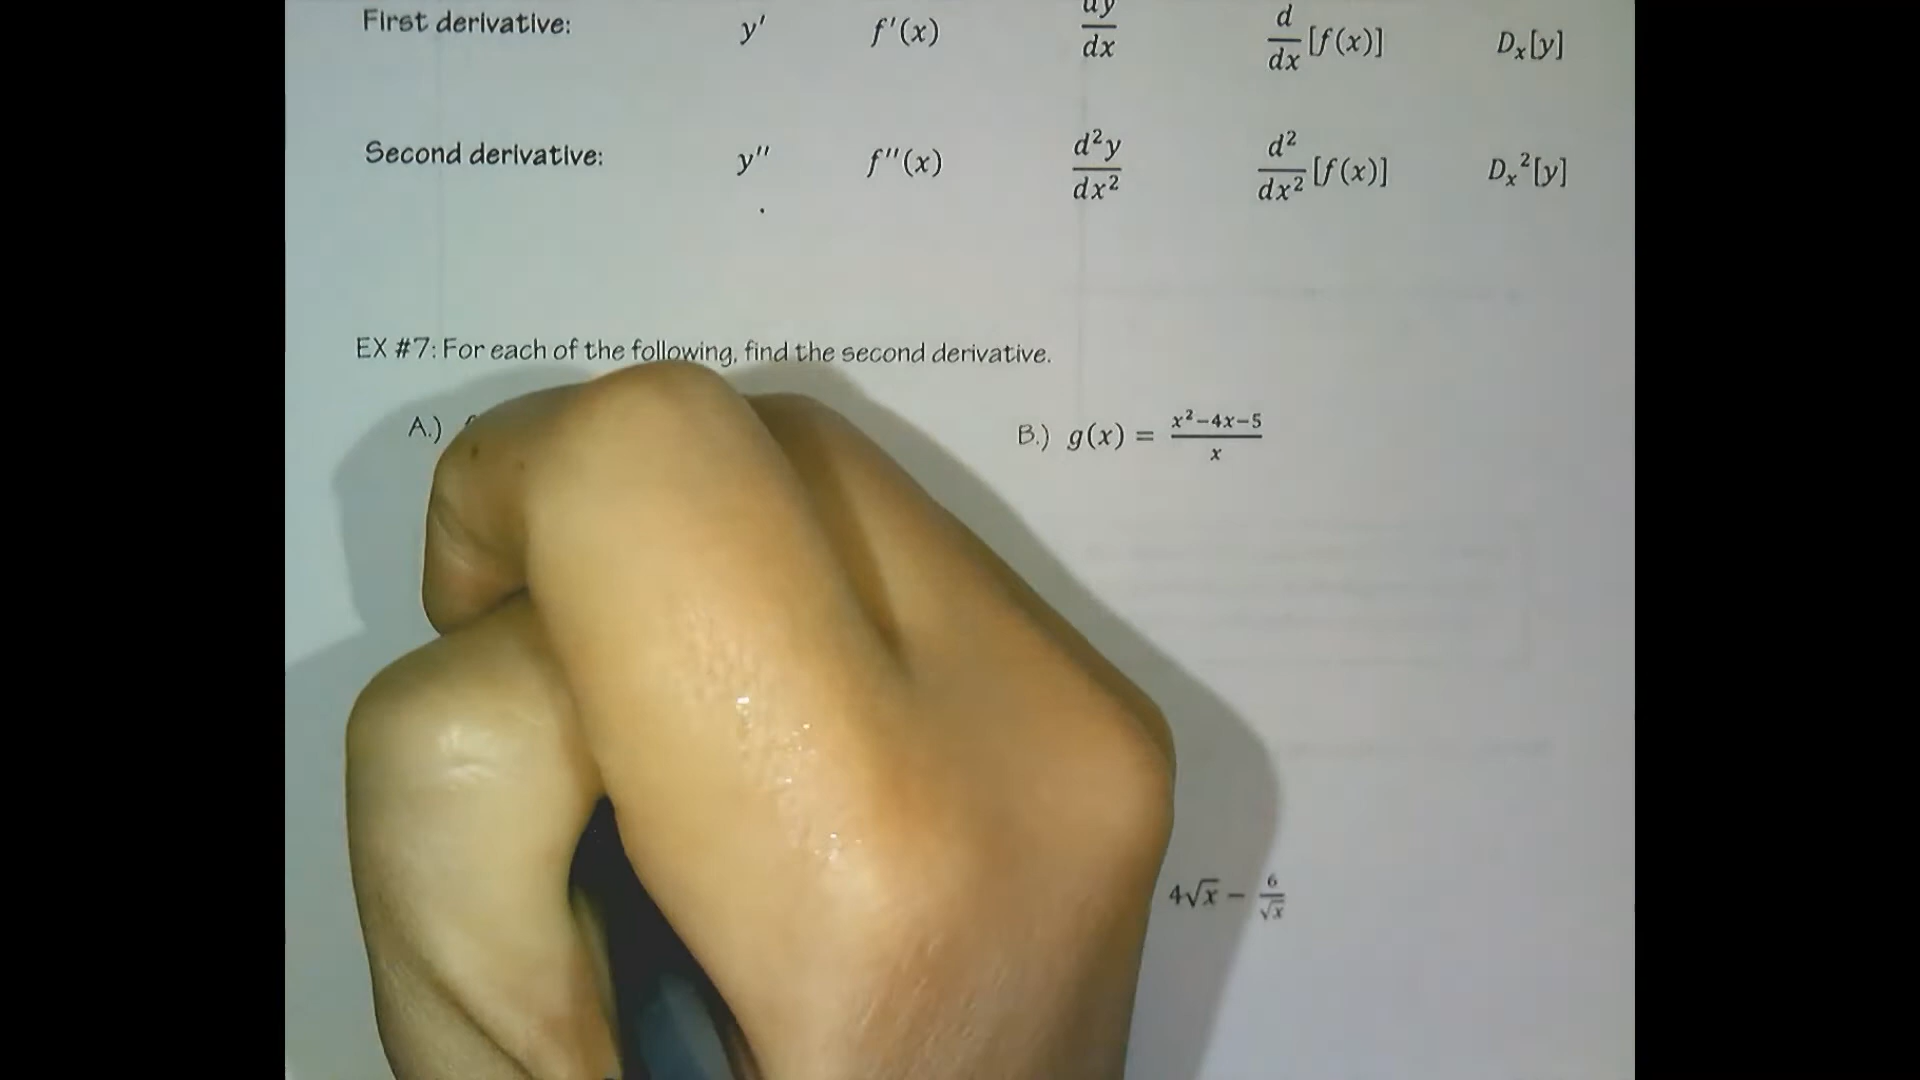 First derivative: y′ f′(x) dy/dx d/dx [f(x)] Dₓ[y]
Second derivative: y′′ f′′(x) d²y/dx² d²/dx² [f(x)] Dₓ²[y]
EX #7: For each of the following, find the second derivative.
A.) B.) g(x) = (x²−4x−5)/x
4√x − 6/√x